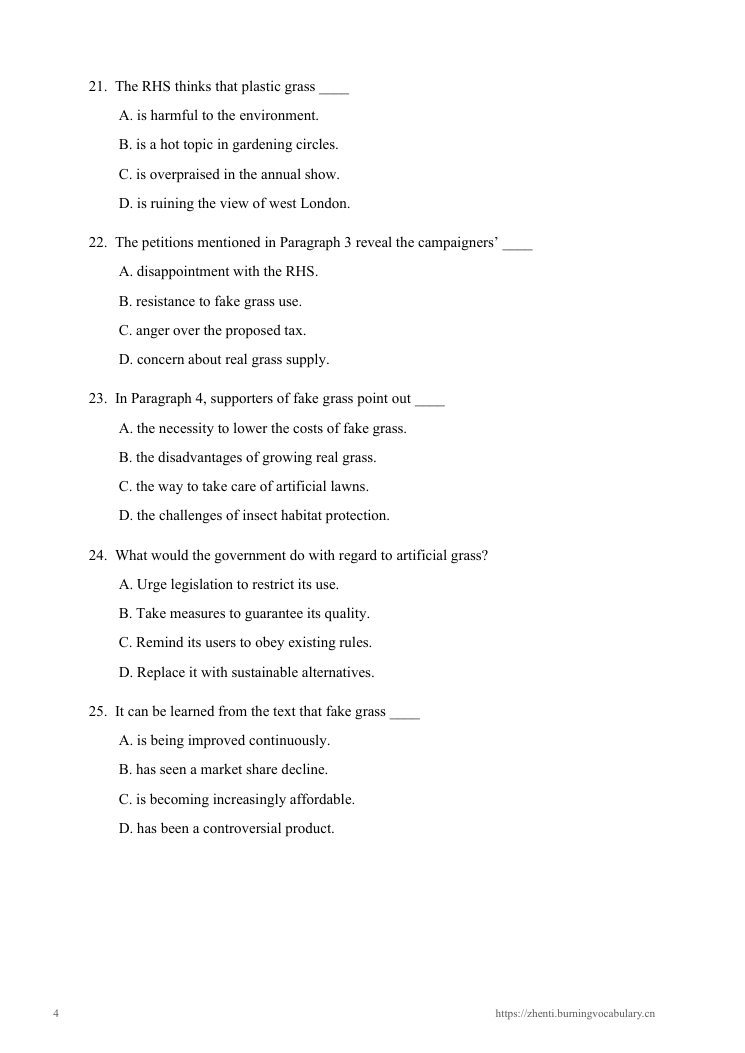 21. The RHS thinks that plastic grass ____
A. is harmful to the environment.
B. is a hot topic in gardening circles.
C. is overpraised in the annual show.
D. is ruining the view of west London.
22. The petitions mentioned in Paragraph 3 reveal the campaigners’ ____
A. disappointment with the RHS.
B. resistance to fake grass use.
C. anger over the proposed tax.
D. concern about real grass supply.
23. In Paragraph 4, supporters of fake grass point out ____
A. the necessity to lower the costs of fake grass.
B. the disadvantages of growing real grass.
C. the way to take care of artificial lawns.
D. the challenges of insect habitat protection.
24. What would the government do with regard to artificial grass?
A. Urge legislation to restrict its use.
B. Take measures to guarantee its quality.
C. Remind its users to obey existing rules.
D. Replace it with sustainable alternatives.
25. It can be learned from the text that fake grass ____
A. is being improved continuously.
B. has seen a market share decline.
C. is becoming increasingly affordable.
D. has been a controversial product.
4 https://zhenti.burningvocabulary.cn